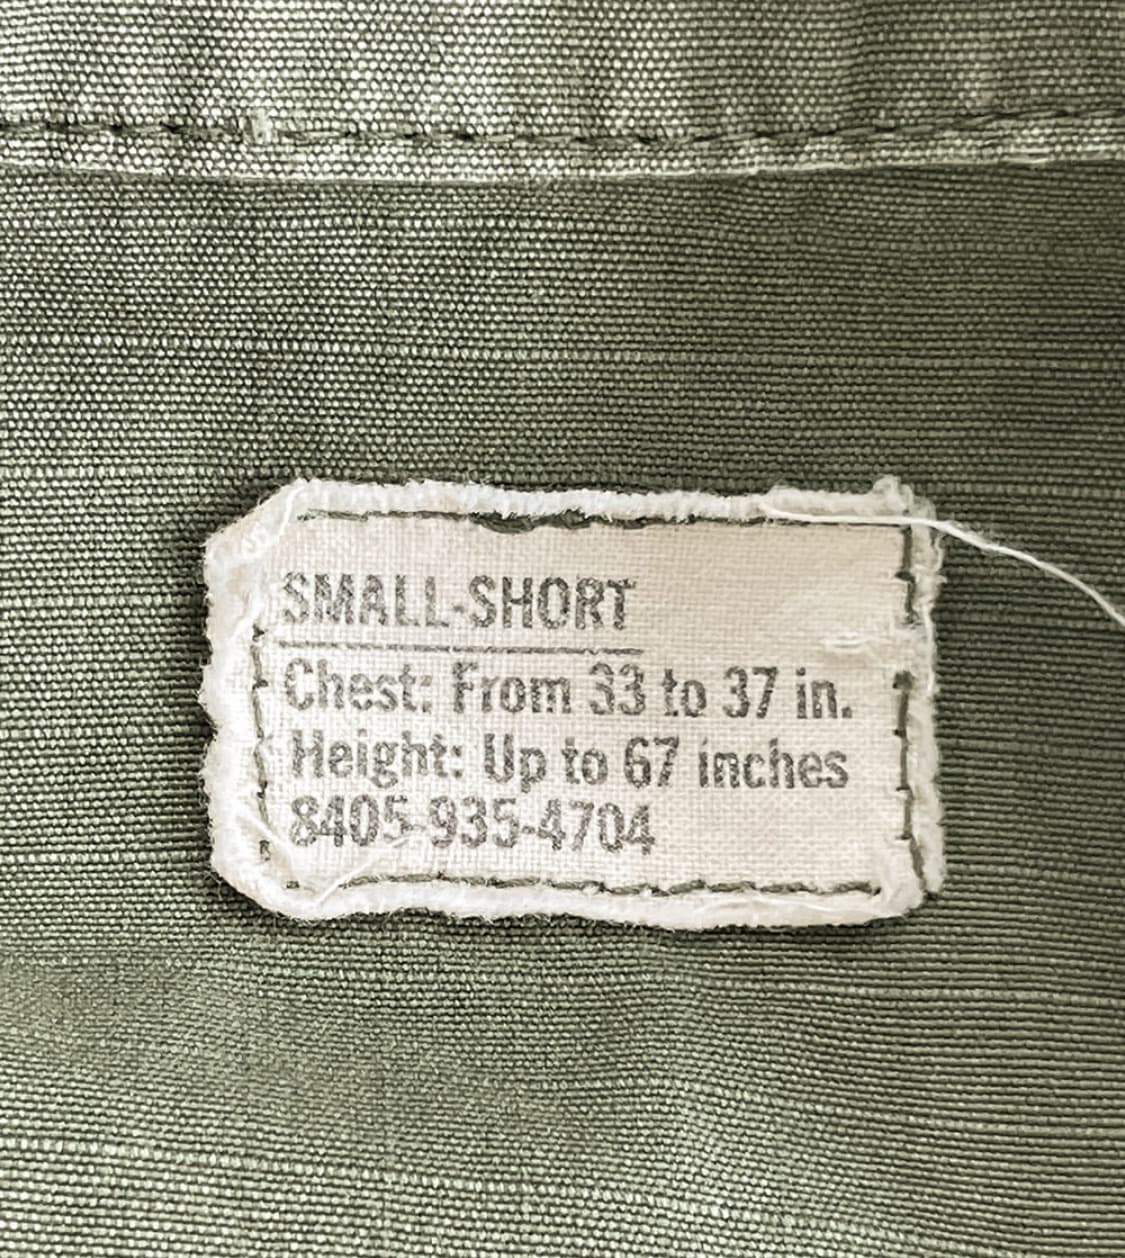 SMALL-SHORT
Chest: From 33 to 37 in.
Height: Up to 67 inches
8405-935-4704